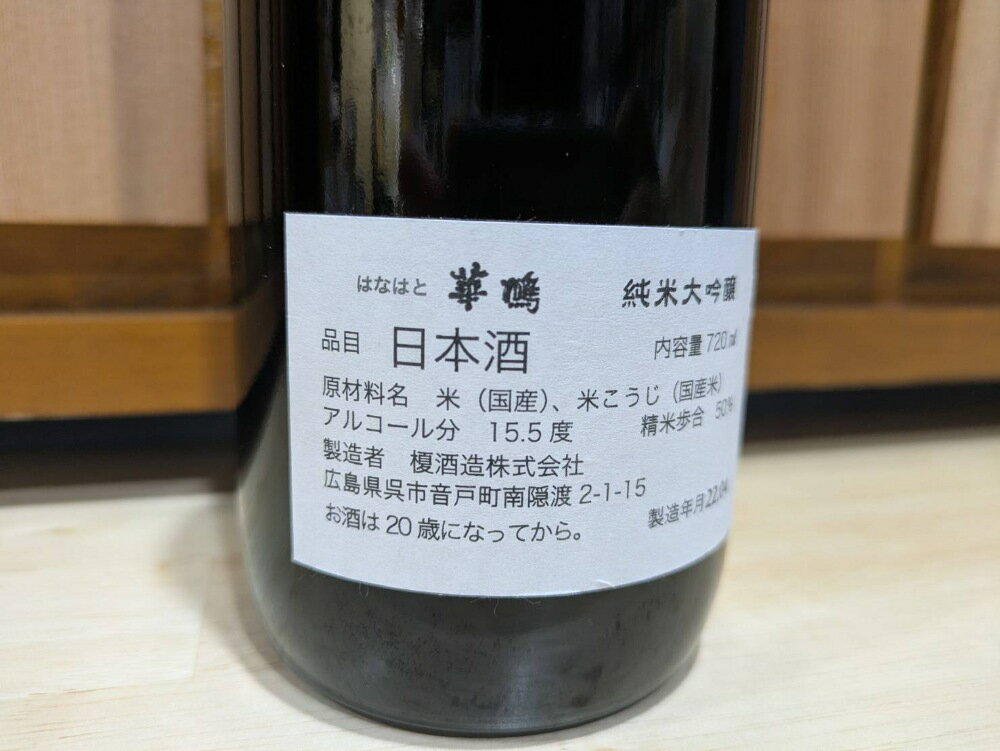 はなはと 華鳩 純米大吟醸
品目 日本酒 内容量 720㎖
原材料名 米（国産）、米こうじ（国産米）
アルコール分 15.5度 精米歩合 50%
製造者 榎酒造株式会社
広島県呉市音戸町南隠渡2-1-15
お酒は20歳になってから。 製造年月 22.04